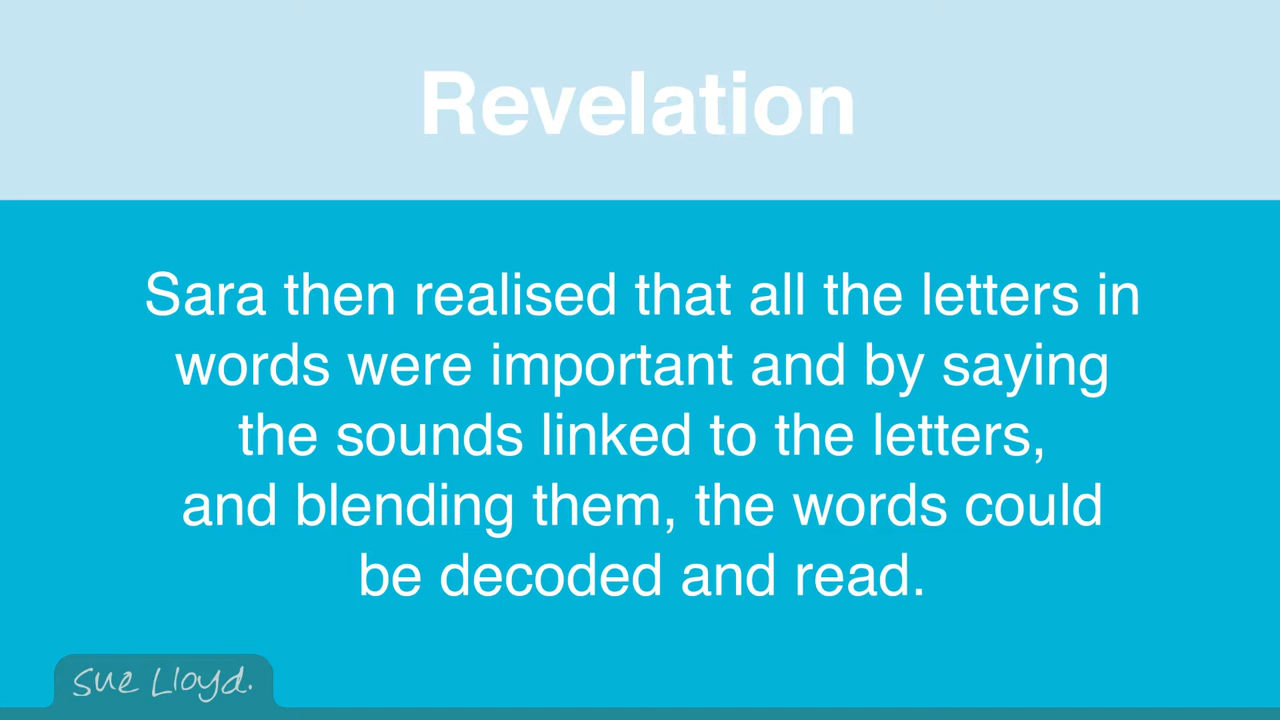 Revelation
Sara then realised that all the letters in
words were important and by saying
the sounds linked to the letters,
and blending them, the words could
be decoded and read.
Sue Lloyd.